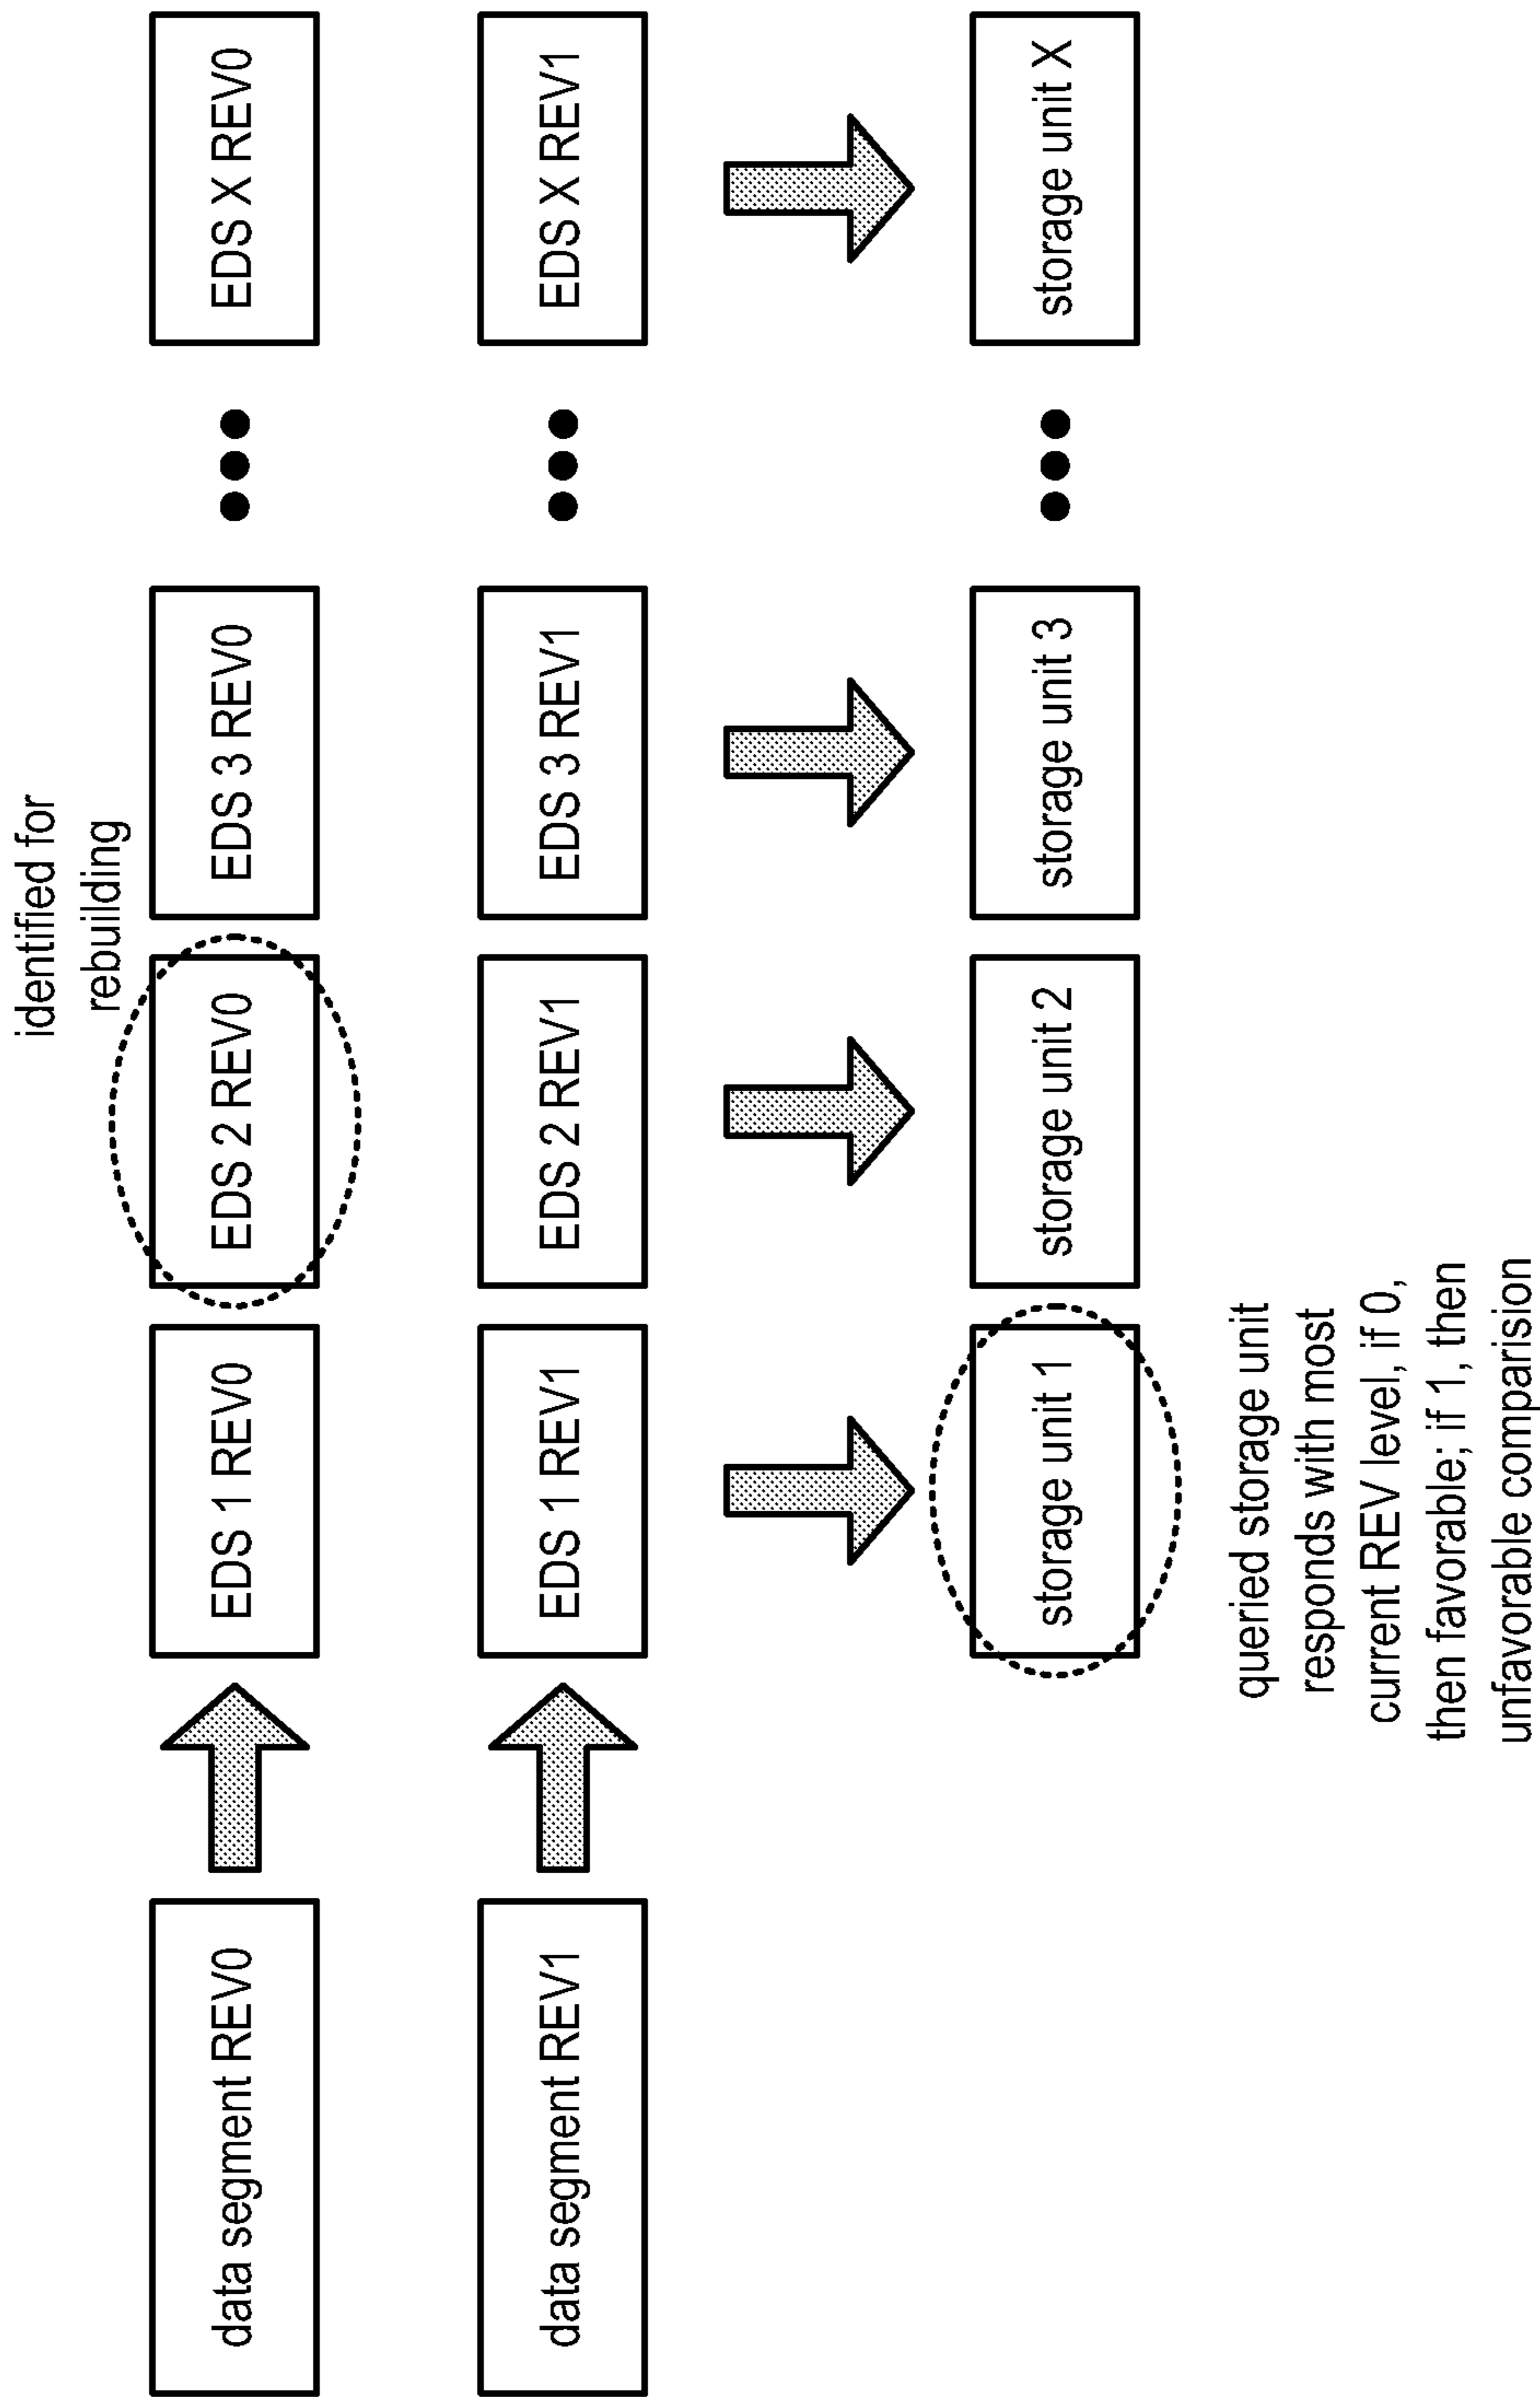 identified for
rebuilding
data segment REV0
EDS 1 REV0
EDS 2 REV0
EDS 3 REV0
EDS X REV0
data segment REV1
EDS 1 REV1
EDS 2 REV1
EDS 3 REV1
EDS X REV1
storage unit 1
storage unit 2
storage unit 3
storage unit X
queried storage unit
responds with most
current REV level, if 0,
then favorable; if 1, then
unfavorable comparision